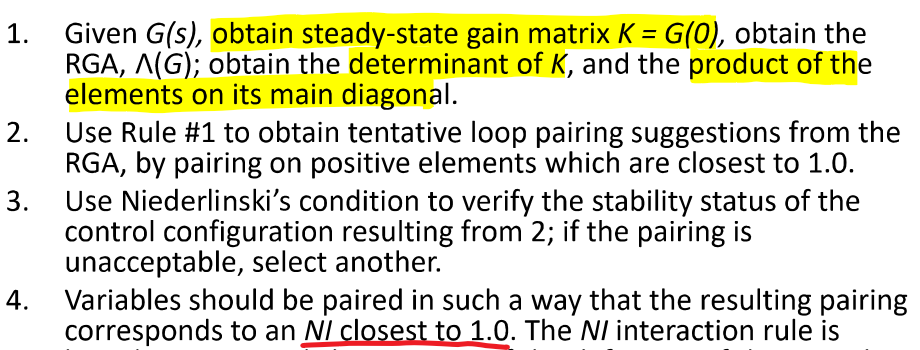 1. Given G(s), obtain steady-state gain matrix K = G(0), obtain the
RGA, Λ(G); obtain the determinant of K, and the product of the
elements on its main diagonal.
2. Use Rule #1 to obtain tentative loop pairing suggestions from the
RGA, by pairing on positive elements which are closest to 1.0.
3. Use Niederlinski's condition to verify the stability status of the
control configuration resulting from 2; if the pairing is
unacceptable, select another.
4. Variables should be paired in such a way that the resulting pairing
corresponds to an NI closest to 1.0. The NI interaction rule is